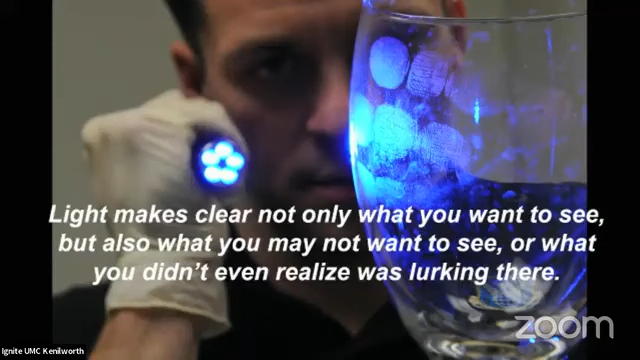 Light makes clear not only what you want to see,
but also what you may not want to see, or what
you didn't even realize was lurking there.
zoom
Ignite UMC Kenilworth